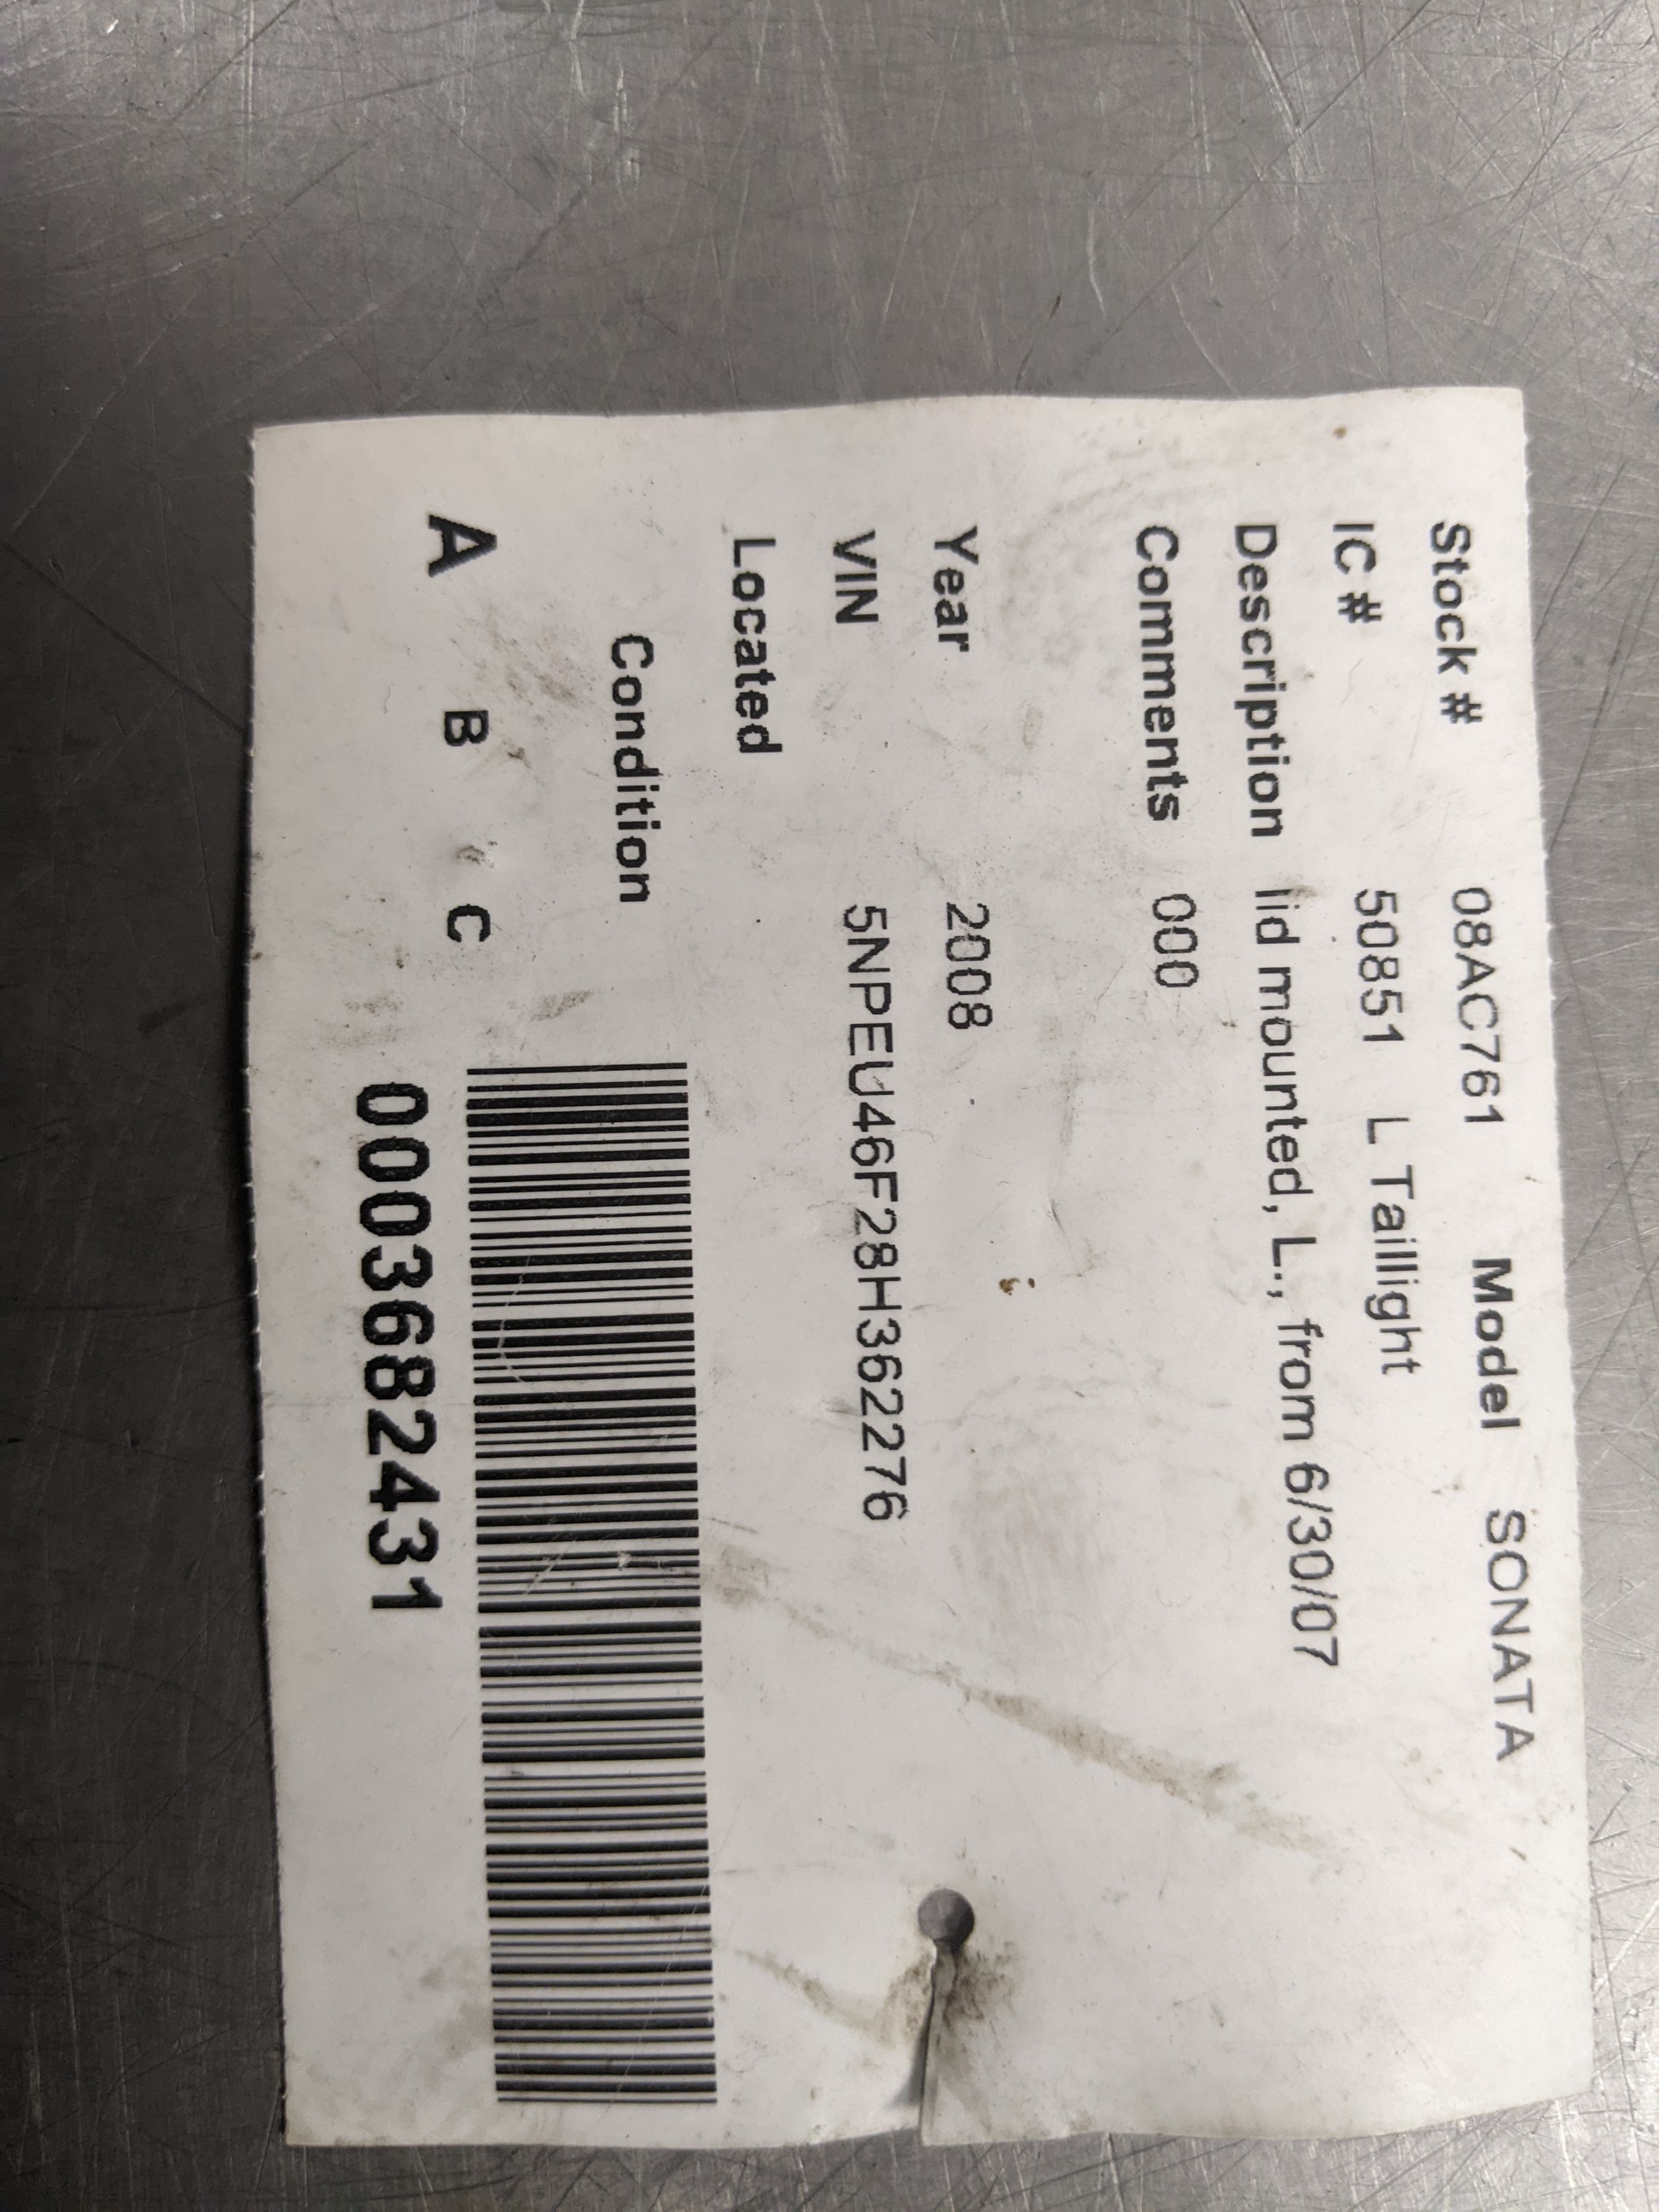 Stock # 08AC761 Model SONATA
IC # 50851 L Taillight
Description lid mounted, L., from 6/30/07
Comments 000
Year 2008
VIN 5NPEU46F28H362276
Located
Condition
A B C
0003682431